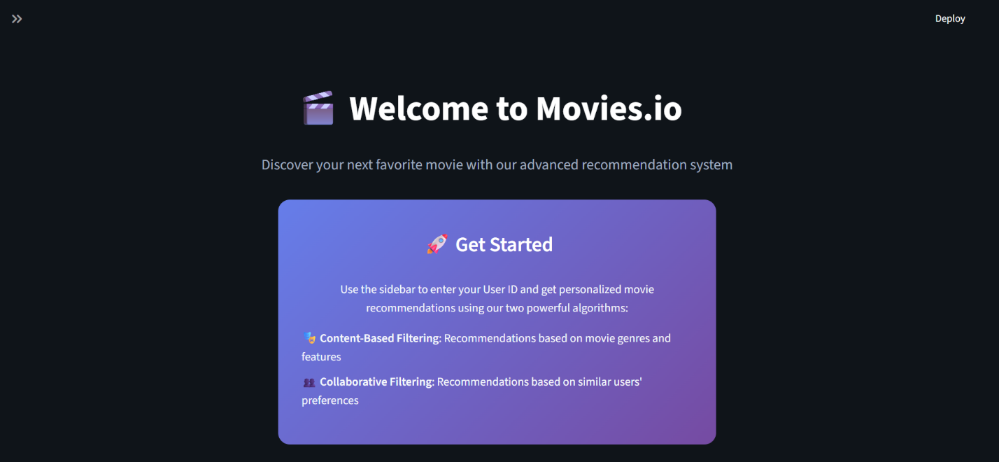 Deploy
Welcome to Movies.io
Discover your next favorite movie with our advanced recommendation system
Get Started
Use the sidebar to enter your User ID and get personalized movie
recommendations using our two powerful algorithms:
Content-Based Filtering: Recommendations based on movie genres and
features
Collaborative Filtering: Recommendations based on similar users'
preferences